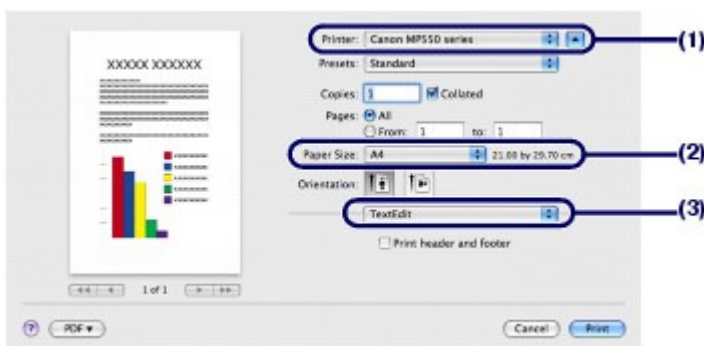 Printer: Canon MP550 series
(1)
Presets: Standard
XXXXX XXXXXX
Copies: 1 Collated
Pages: All
From: 1 to: 1
Paper Size: A4 21.00 by 29.70 cm
(2)
Orientation:
TextEdit
(3)
Print header and footer
1 of 1
? PDF Cancel Print